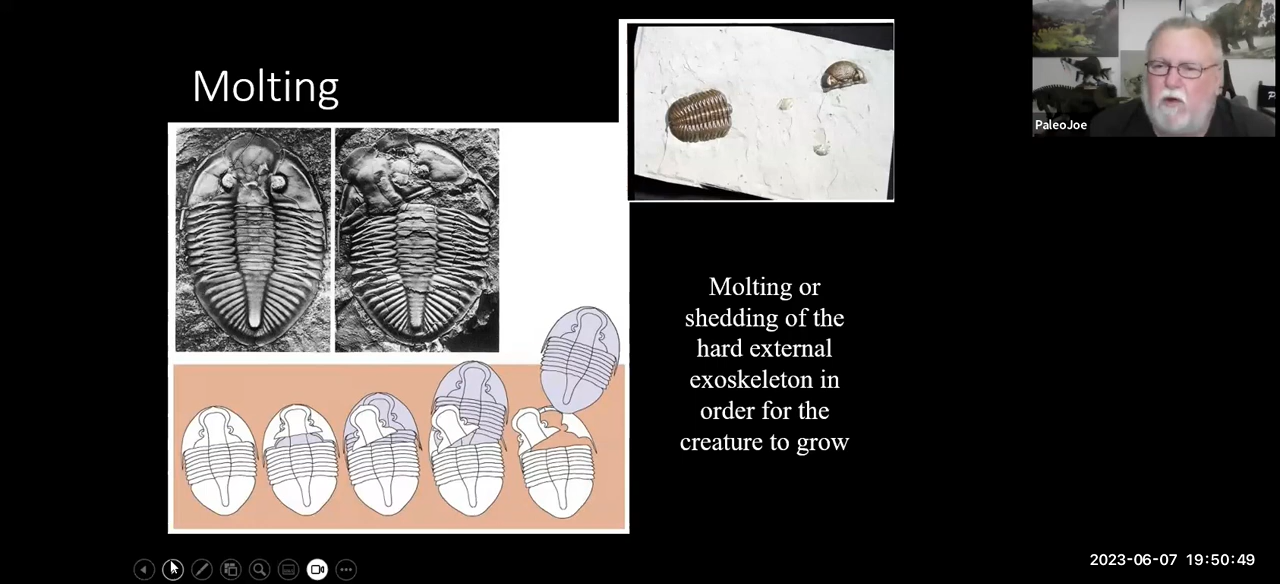 Molting
PaleoJoe
Molting or
shedding of the
hard external
exoskeleton in
order for the
creature to grow
2023-06-07 19:50:49